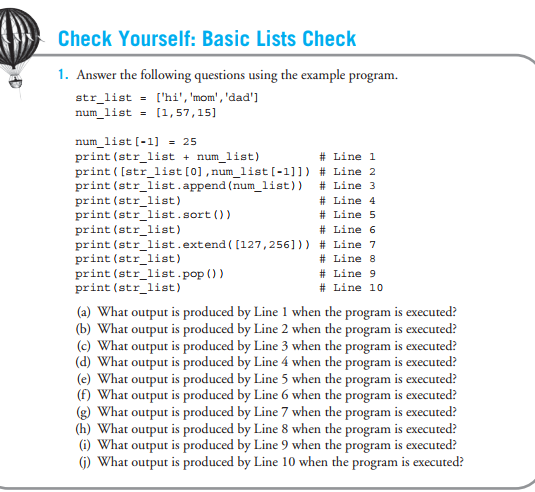 Check Yourself: Basic Lists Check
1. Answer the following questions using the example program.
str_list = ['hi','mom','dad']
num_list = [1,57,15]
num_list[-1] = 25
print(str_list + num_list) # Line 1
print([str_list[0],num_list[-1]]) # Line 2
print(str_list.append(num_list)) # Line 3
print(str_list) # Line 4
print(str_list.sort()) # Line 5
print(str_list) # Line 6
print(str_list.extend([127,256])) # Line 7
print(str_list) # Line 8
print(str_list.pop()) # Line 9
print(str_list) # Line 10
(a) What output is produced by Line 1 when the program is executed?
(b) What output is produced by Line 2 when the program is executed?
(c) What output is produced by Line 3 when the program is executed?
(d) What output is produced by Line 4 when the program is executed?
(e) What output is produced by Line 5 when the program is executed?
(f) What output is produced by Line 6 when the program is executed?
(g) What output is produced by Line 7 when the program is executed?
(h) What output is produced by Line 8 when the program is executed?
(i) What output is produced by Line 9 when the program is executed?
(j) What output is produced by Line 10 when the program is executed?